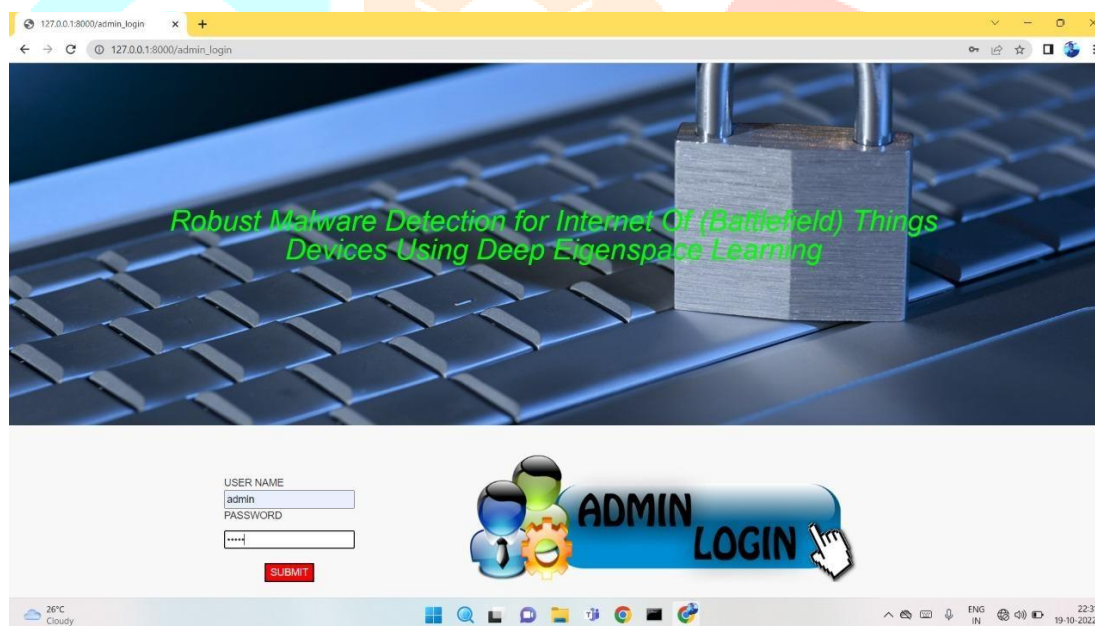 127.0.0.1:8000/admin_login
127.0.0.1:8000/admin_login
Robust Malware Detection for Internet Of (Battlefield) Things
Devices Using Deep Eigenspace Learning
USER NAME
admin
PASSWORD
•••••
SUBMIT
ADMIN
LOGIN
26°C
Cloudy
ENG
IN
19-10-2022